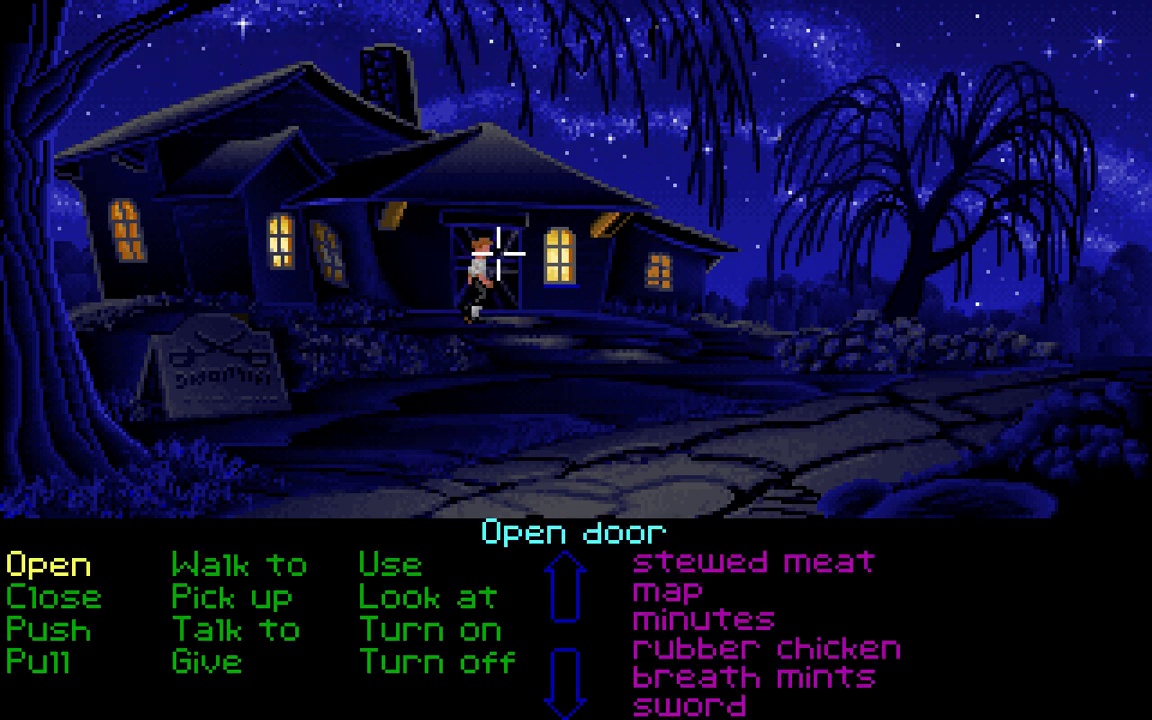 Open door
Open Walk to Use
Close Pick up Look at
Push Talk to Turn on
Pull Give Turn off
stewed meat
map
minutes
rubber chicken
breath mints
sword